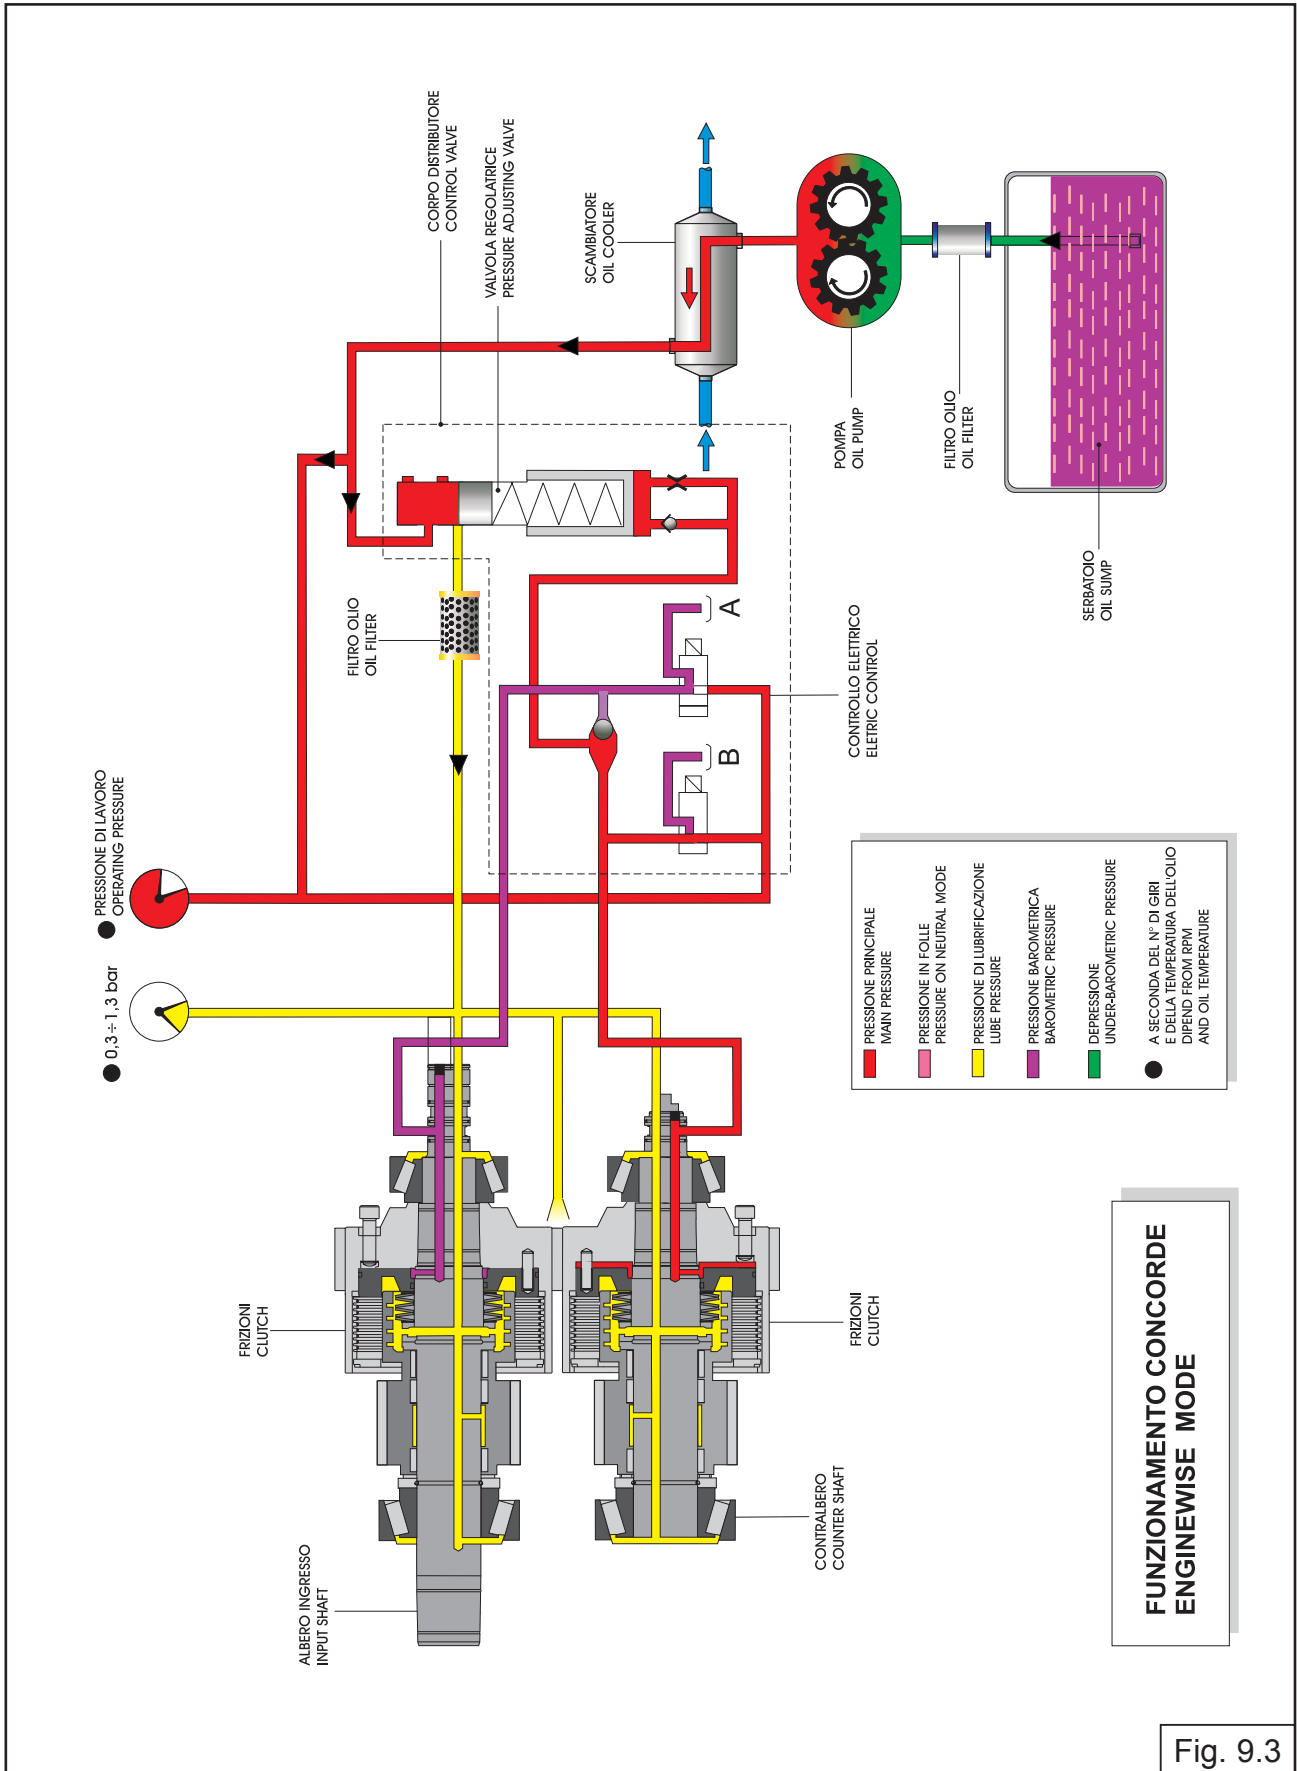 CORPO DISTRIBUTORE
CONTROL VALVE
VALVOLA REGOLATRICE
PRESSURE ADJUSTING VALVE
SCAMBIATORE
OIL COOLER
POMPA
OIL PUMP
FILTRO OLIO
OIL FILTER
SERBATOIO
OIL SUMP
FILTRO OLIO
OIL FILTER
A
B
CONTROLLO ELETTRICO
ELETRIC CONTROL
PRESSIONE DI LAVORO
OPERATING PRESSURE
0,3÷1,3 bar
FRIZIONI
CLUTCH
FRIZIONI
CLUTCH
ALBERO INGRESSO
INPUT SHAFT
CONTRALBERO
COUNTER SHAFT
PRESSIONE PRINCIPALE
MAIN PRESSURE
PRESSIONE IN FOLLE
PRESSURE ON NEUTRAL MODE
PRESSIONE DI LUBRIFICAZIONE
LUBE PRESSURE
PRESSIONE BAROMETRICA
BAROMETRIC PRESSURE
DEPRESSIONE
UNDER-BAROMETRIC PRESSURE
A SECONDA DEL N° DI GIRI
E DELLA TEMPERATURA DELL'OLIO
DIPEND FROM RPM
AND OIL TEMPERATURE
FUNZIONAMENTO CONCORDE
ENGINEWISE MODE
Fig. 9.3